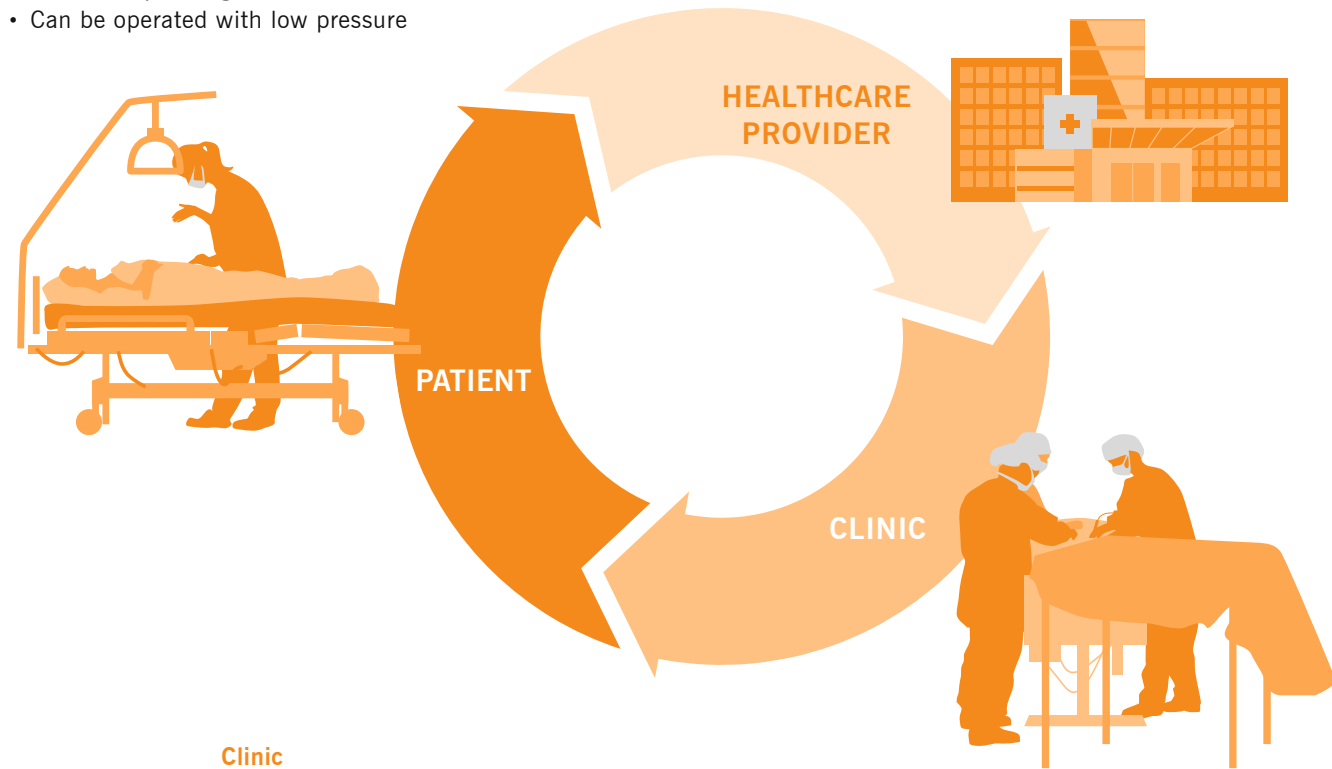 • Can be operated with low pressure
HEALTHCARE
PROVIDER
PATIENT
CLINIC
Clinic